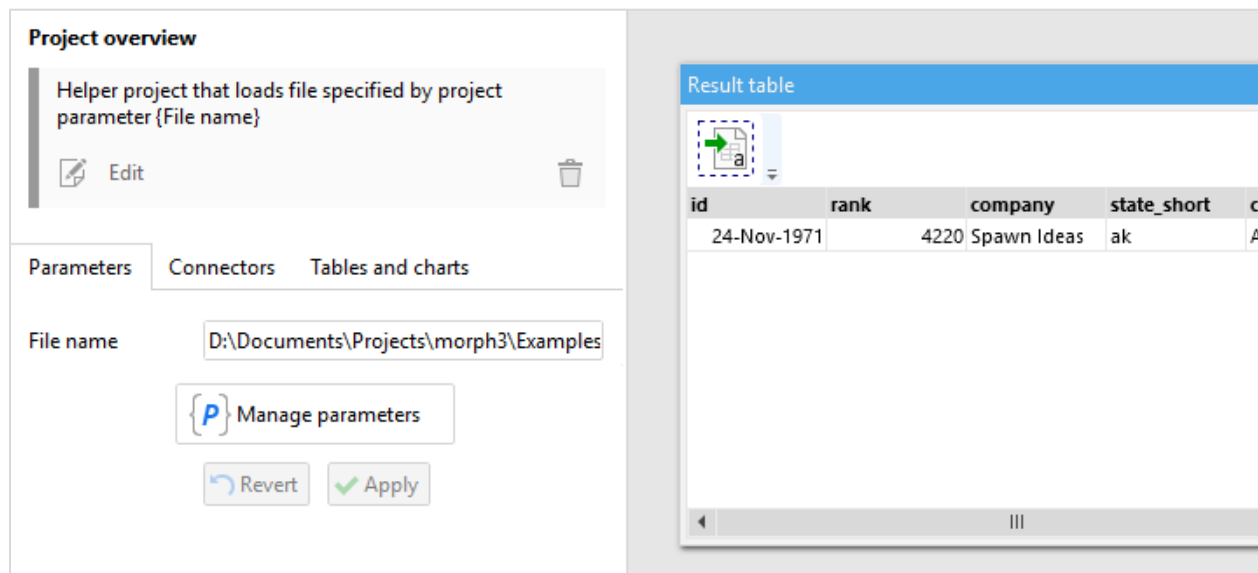 Project overview
Helper project that loads file specified by project
parameter {File name}
Edit
Parameters Connectors Tables and charts
File name D:\Documents\Projects\morph3\Examples
{P} Manage parameters
Revert Apply
Result table
a
id rank company state_short c
24-Nov-1971 4220 Spawn Ideas ak A